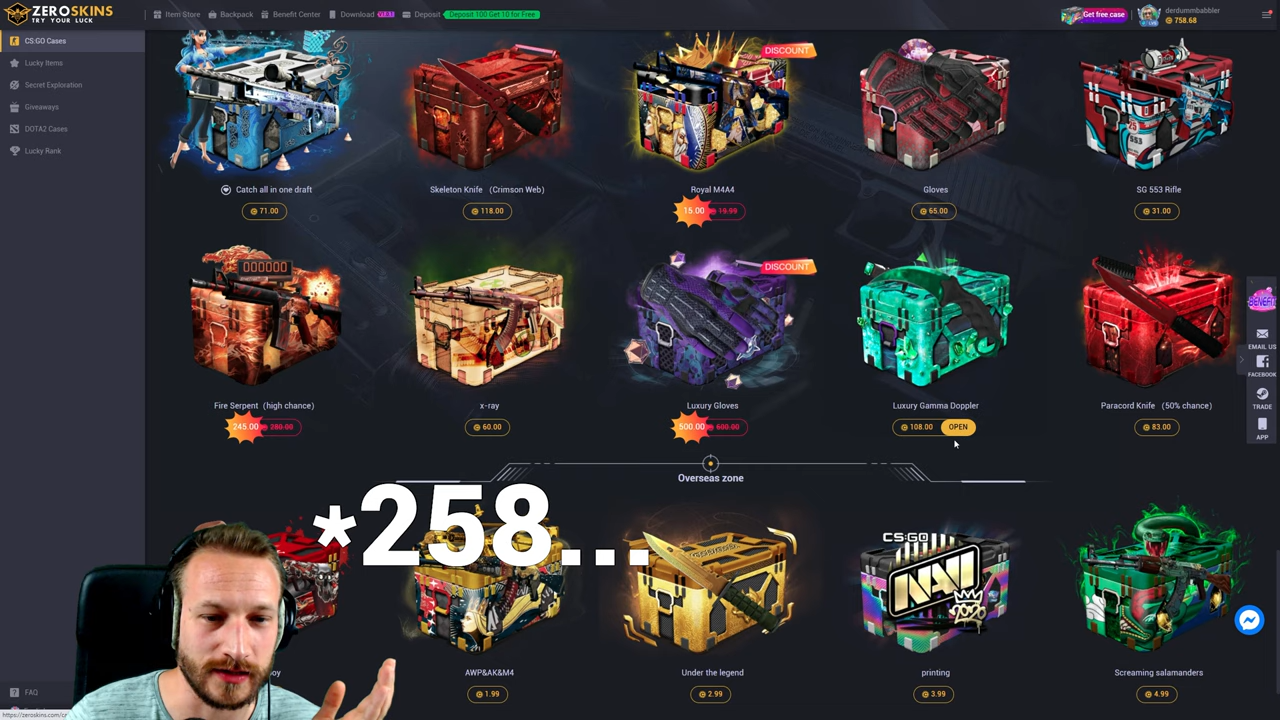 ZEROSKINS
TRY YOUR LUCK
Item Store
Backpack
Benefit Center
Download
Deposit
Deposit 100 Get 10 for Free
Get free case
derdummbabbler
758.68
CS:GO Cases
Lucky Items
Secret Exploration
Giveaways
DOTA2 Cases
Lucky Rank
DISCOUNT
Catch all in one draft
Skeleton Knife （Crimson Web）
Royal M4A4
Gloves
SG 553 Rifle
71.00
118.00
15.00 19.99
65.00
31.00
000000
DISCOUNT
Fire Serpent（high chance）
x-ray
Luxury Gloves
Luxury Gamma Doppler
Paracord Knife （50% chance）
245.00 280.00
60.00
500.00 600.00
108.00 OPEN
83.00
BENEFIT
EMAIL US
FACEBOOK
TRADE
APP
Overseas zone
*258...
CS:GO
NAVI
2020
AWP&AK&M4
Under the legend
printing
Screaming salamanders
1.99
2.99
3.99
4.99
FAQ